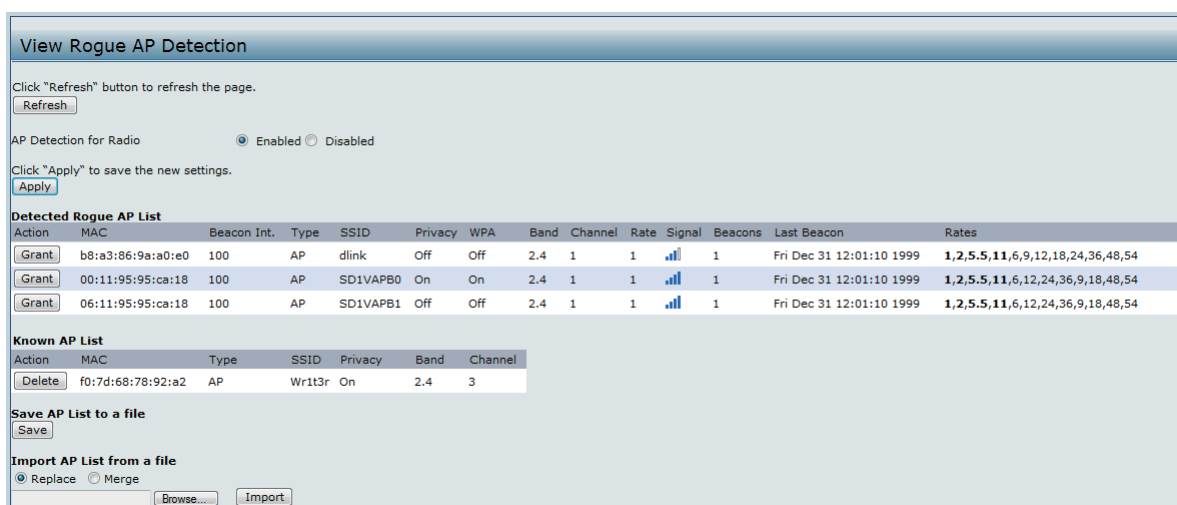 View Rogue AP Detection
Click "Refresh" button to refresh the page.
Refresh
AP Detection for Radio Enabled Disabled
Click "Apply" to save the new settings.
Apply
Detected Rogue AP List
Action MAC Beacon Int. Type SSID Privacy WPA Band Channel Rate Signal Beacons Last Beacon Rates
Grant b8:a3:86:9a:a0:e0 100 AP dlink Off Off 2.4 1 1 1 Fri Dec 31 12:01:10 1999 1,2,5.5,11,6,9,12,18,24,36,48,54
Grant 00:11:95:95:ca:18 100 AP SD1VAPB0 On On 2.4 1 1 1 Fri Dec 31 12:01:10 1999 1,2,5.5,11,6,12,24,36,9,18,48,54
Grant 06:11:95:95:ca:18 100 AP SD1VAPB1 Off Off 2.4 1 1 1 Fri Dec 31 12:01:10 1999 1,2,5.5,11,6,12,24,36,9,18,48,54
Known AP List
Action MAC Type SSID Privacy Band Channel
Delete f0:7d:68:78:92:a2 AP Wr1t3r On 2.4 3
Save AP List to a file
Save
Import AP List from a file
Replace Merge
Browse... Import